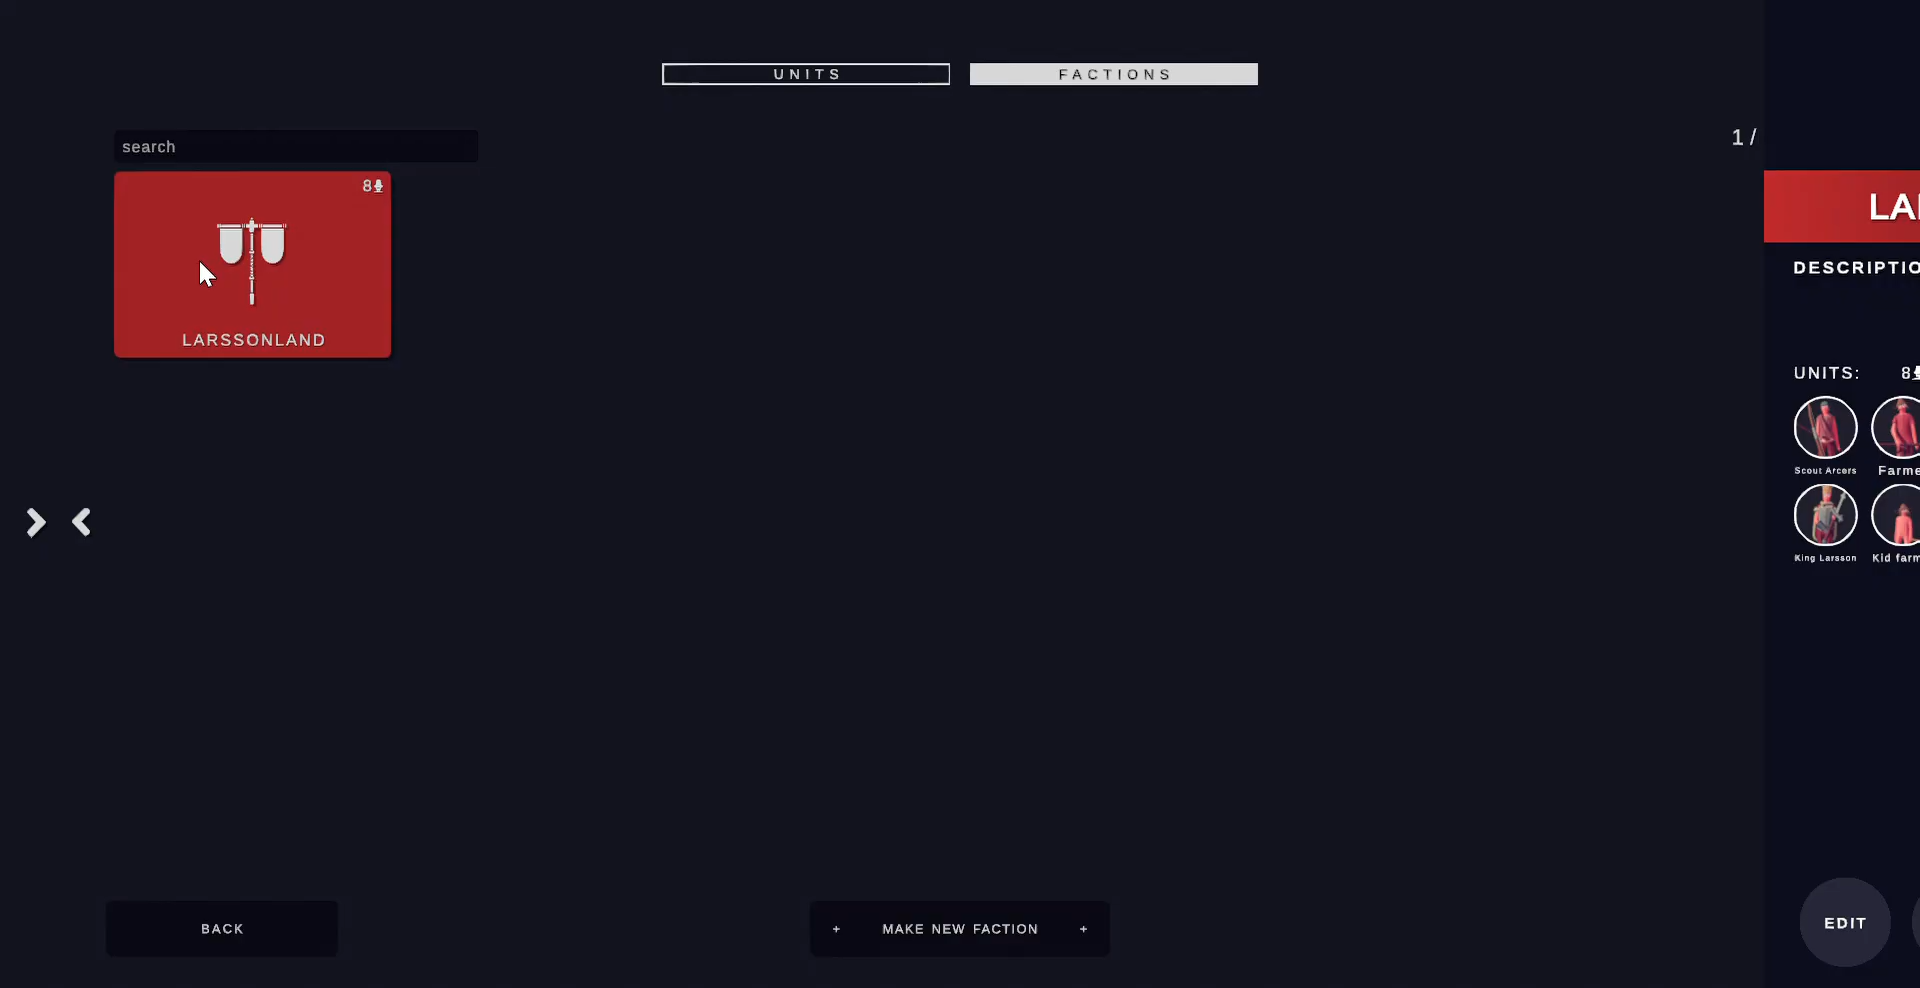 UNITS
FACTIONS
search
1 /
8
LARSSONLAND
LA
DESCRIPTIO
UNITS: 8
Scout Arcers Farme
King Larsson Kid farm
BACK
+ MAKE NEW FACTION +
EDIT